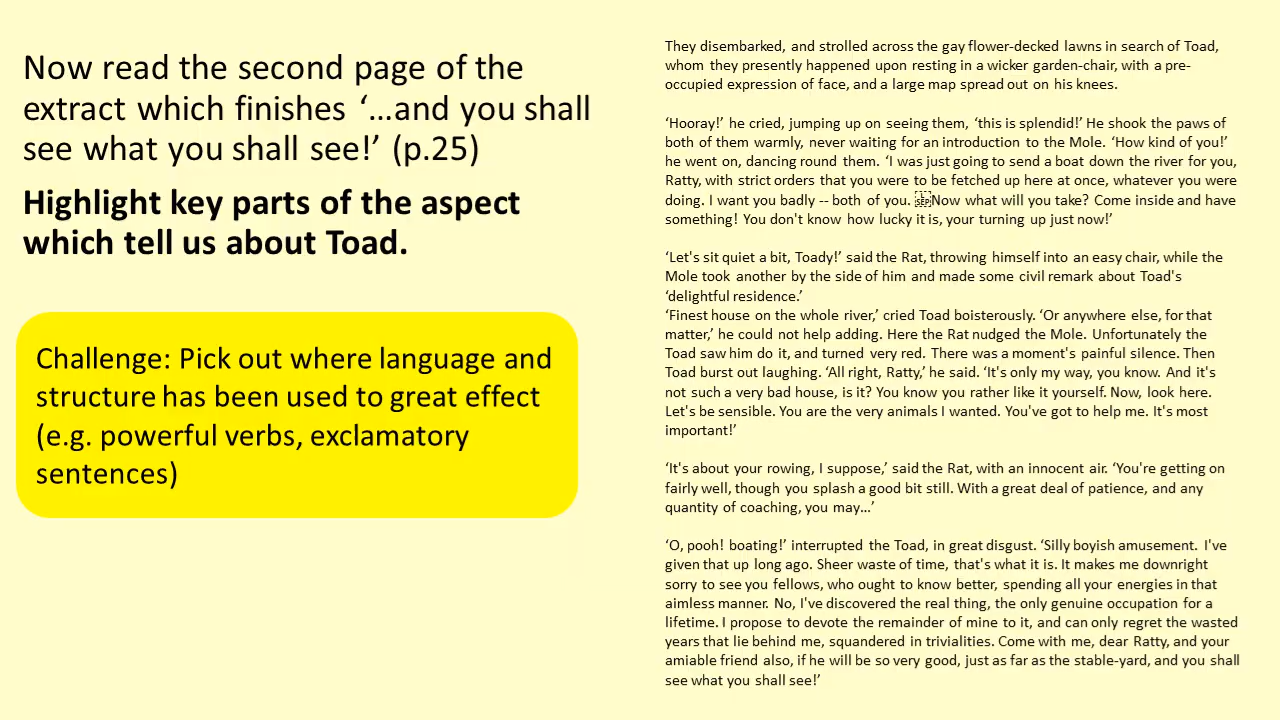 Now read the second page of the
extract which finishes ‘…and you shall
see what you shall see!’ (p.25)
Highlight key parts of the aspect
which tell us about Toad.
Challenge: Pick out where language and
structure has been used to great effect
(e.g. powerful verbs, exclamatory
sentences)
They disembarked, and strolled across the gay flower-decked lawns in search of Toad,
whom they presently happened upon resting in a wicker garden-chair, with a pre-
occupied expression of face, and a large map spread out on his knees.
‘Hooray!’ he cried, jumping up on seeing them, ‘this is splendid!’ He shook the paws of
both of them warmly, never waiting for an introduction to the Mole. ‘How kind of you!’
he went on, dancing round them. ‘I was just going to send a boat down the river for you,
Ratty, with strict orders that you were to be fetched up here at once, whatever you were
doing. I want you badly -- both of you. SEP Now what will you take? Come inside and have
something! You don't know how lucky it is, your turning up just now!’
‘Let's sit quiet a bit, Toady!’ said the Rat, throwing himself into an easy chair, while the
Mole took another by the side of him and made some civil remark about Toad's
‘delightful residence.’
‘Finest house on the whole river,’ cried Toad boisterously. ‘Or anywhere else, for that
matter,’ he could not help adding. Here the Rat nudged the Mole. Unfortunately the
Toad saw him do it, and turned very red. There was a moment's painful silence. Then
Toad burst out laughing. ‘All right, Ratty,’ he said. ‘It's only my way, you know. And it's
not such a very bad house, is it? You know you rather like it yourself. Now, look here.
Let's be sensible. You are the very animals I wanted. You've got to help me. It's most
important!’
‘It's about your rowing, I suppose,’ said the Rat, with an innocent air. ‘You're getting on
fairly well, though you splash a good bit still. With a great deal of patience, and any
quantity of coaching, you may…’
‘O, pooh! boating!’ interrupted the Toad, in great disgust. ‘Silly boyish amusement. I've
given that up long ago. Sheer waste of time, that's what it is. It makes me downright
sorry to see you fellows, who ought to know better, spending all your energies in that
aimless manner. No, I've discovered the real thing, the only genuine occupation for a
lifetime. I propose to devote the remainder of mine to it, and can only regret the wasted
years that lie behind me, squandered in trivialities. Come with me, dear Ratty, and your
amiable friend also, if he will be so very good, just as far as the stable-yard, and you shall
see what you shall see!’